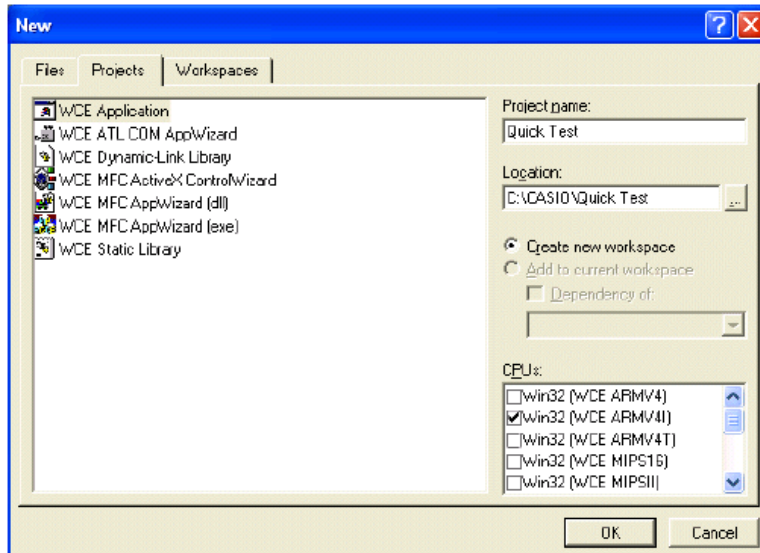 New
Files
Projects
Workspaces
WCE Application
WCE ATL COM AppWizard
WCE Dynamic-Link Library
WCE MFC ActiveX ControlWizard
WCE MFC AppWizard (dll)
WCE MFC AppWizard (exe)
WCE Static Library
Project name:
Quick Test
Location:
C:\CASIO\Quick Test
...
Create new workspace
Add to current workspace
Dependency of:
CPUs:
Win32 (WCE ARMV4)
Win32 (WCE ARMV4I)
Win32 (WCE ARMV4T)
Win32 (WCE MIPS16)
Win32 (WCE MIPSII)
OK
Cancel